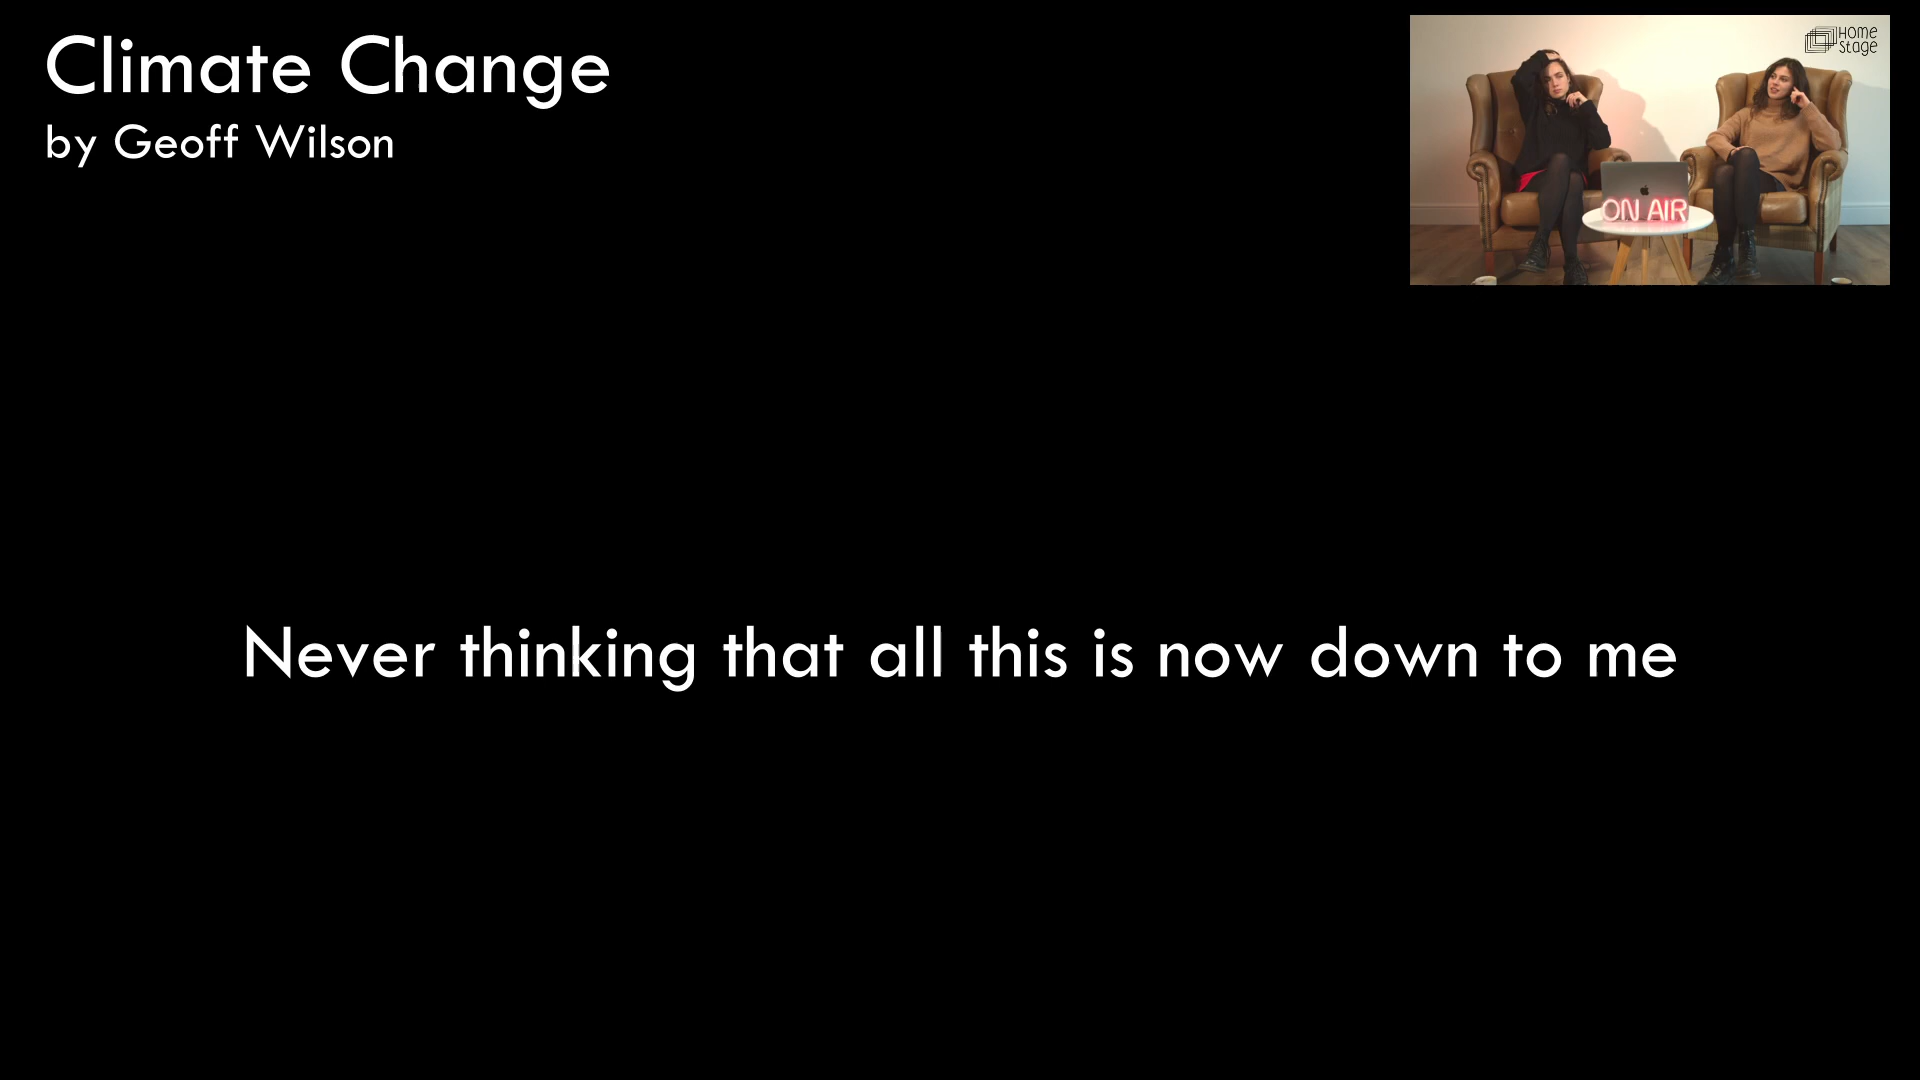 Climate Change
by Geoff Wilson
HOME
Stage
ON AIR
Never thinking that all this is now down to me